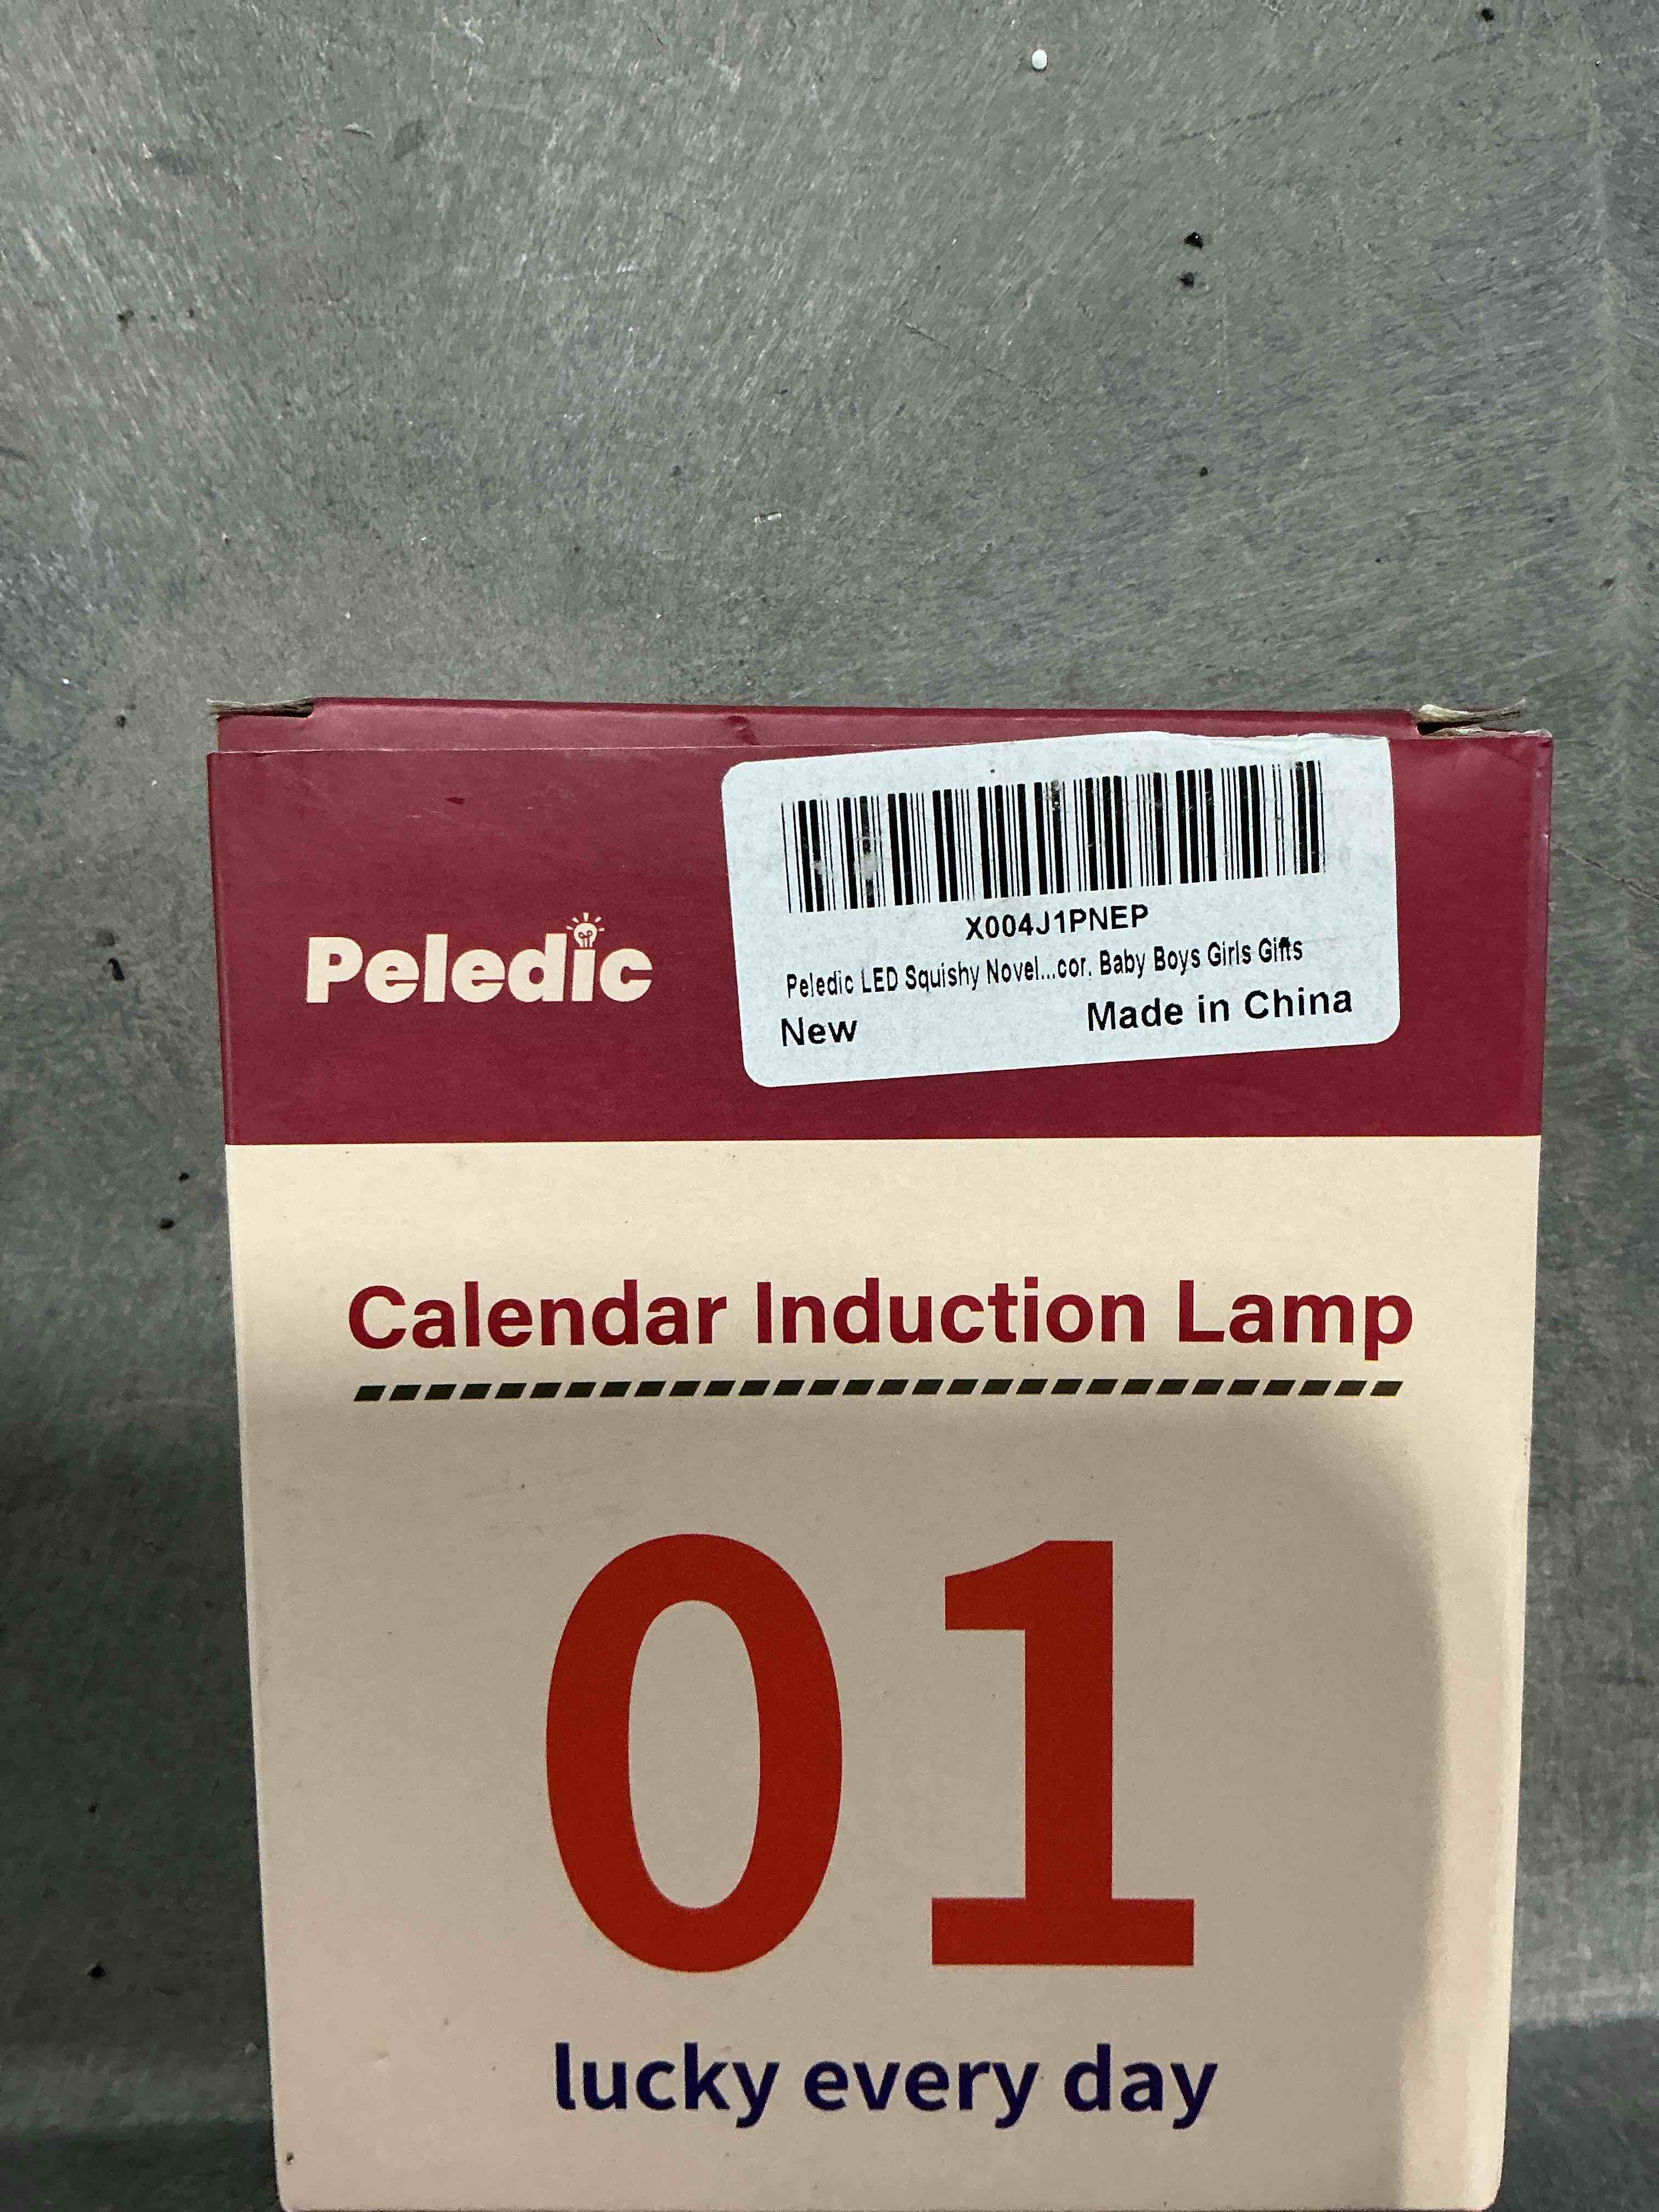 X004J1PNEP
Peledic LED Squishy Novel...cor. Baby Boys Girls Gifts
New Made in China
Peledic
Calendar Induction Lamp
01
lucky every day